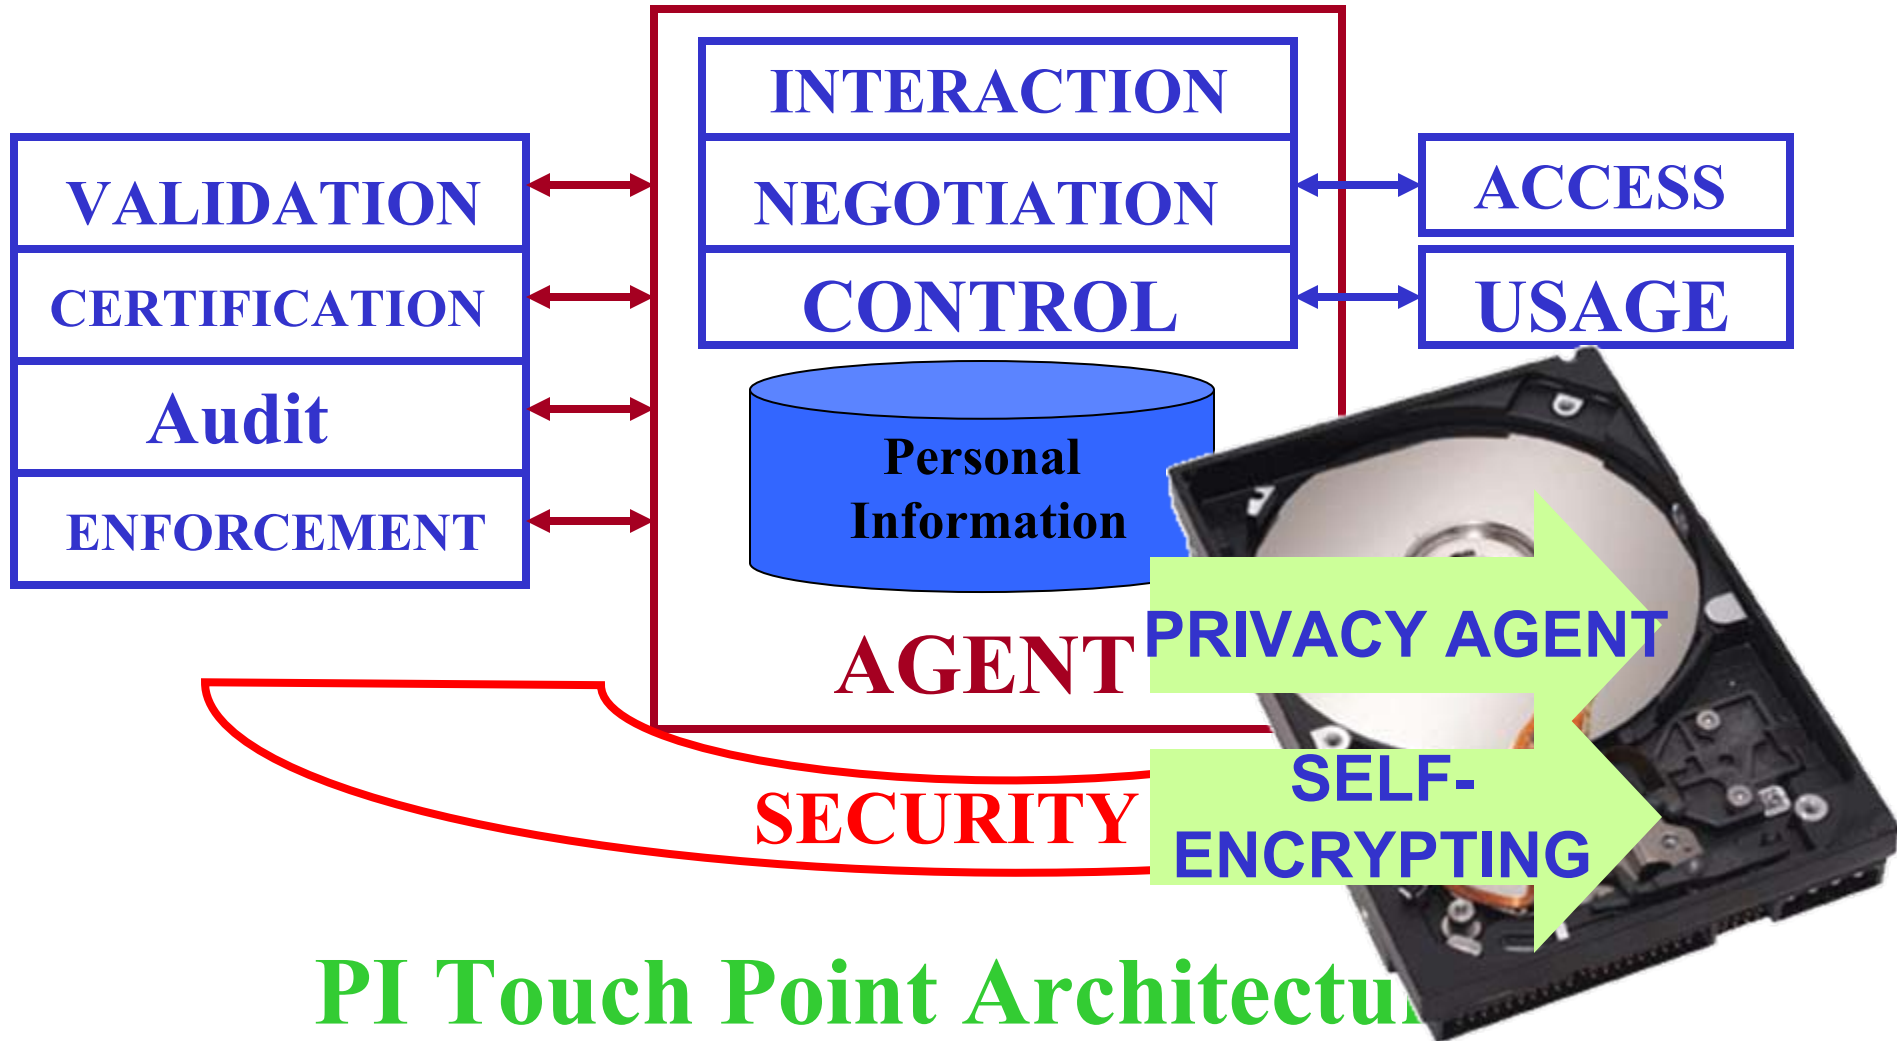 INTERACTION
VALIDATION
NEGOTIATION
ACCESS
CERTIFICATION
CONTROL
USAGE
Audit
Personal
Information
ENFORCEMENT
AGENT
PRIVACY AGENT
SECURITY
SELF-
ENCRYPTING
PI Touch Point